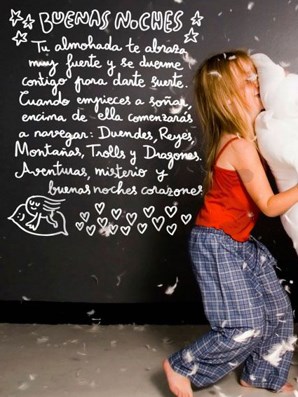 BUENAS NOCHES
Tu almohada te abraza
muy fuerte y se duerme
contigo para darte suerte.
Cuando empieces a soñar,
encima de ella comenzarás
a navegar: Duendes, Reyes,
Montañas, Trolls y Dragones.
Aventuras, misterio y
buenas noches corazones